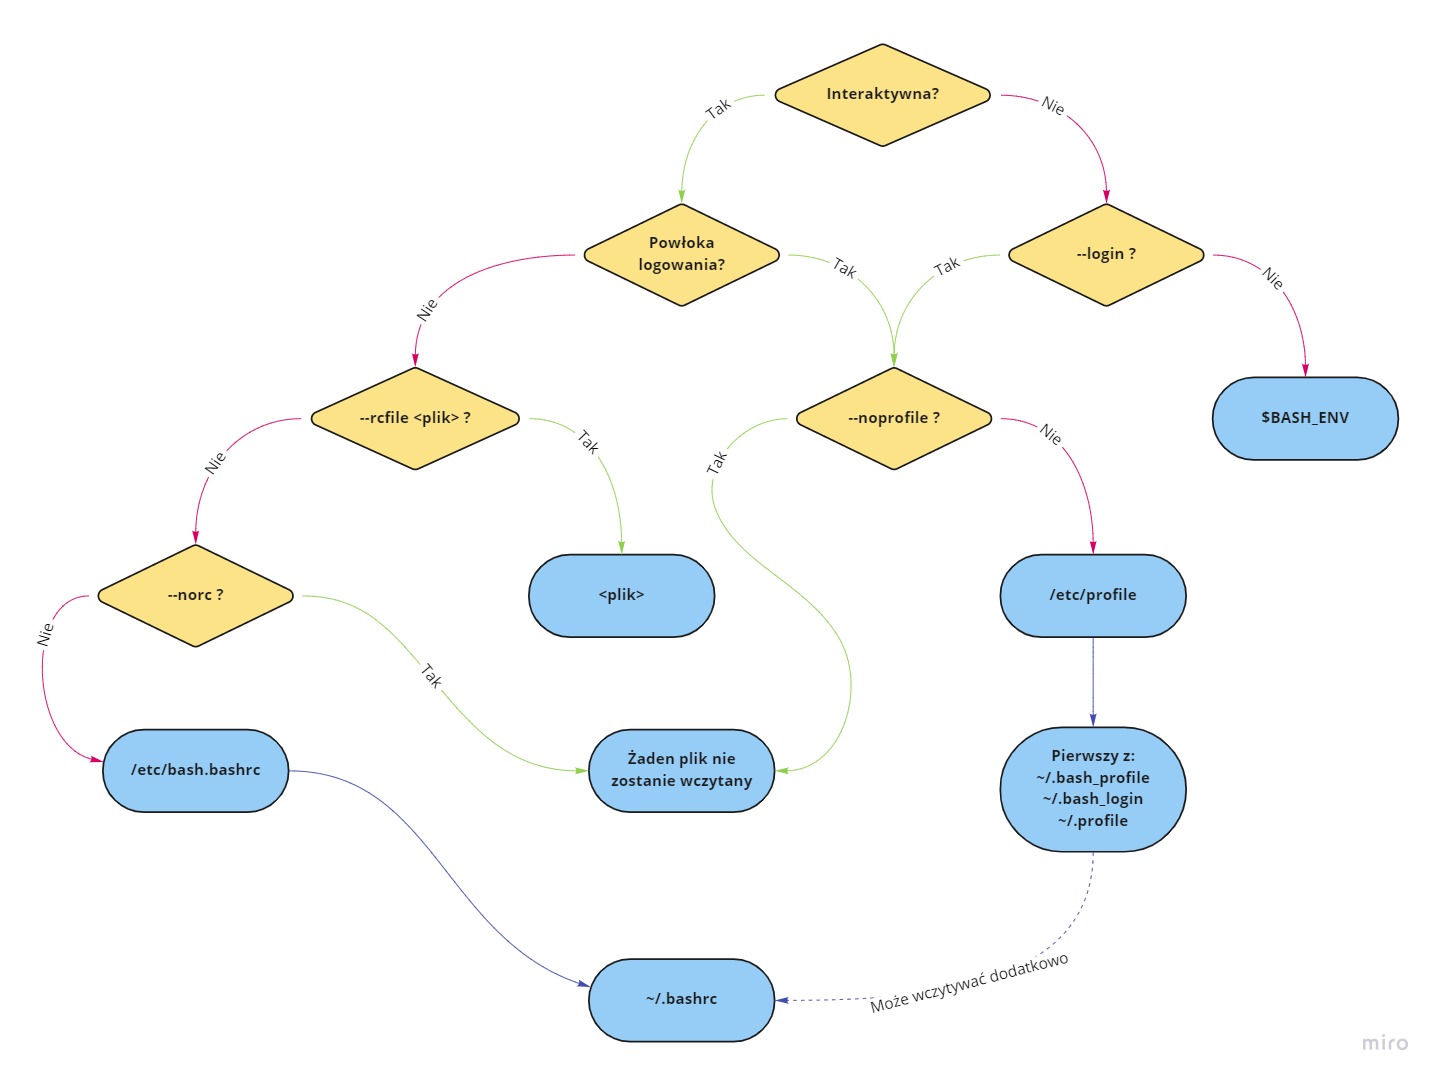 Interaktywna?
Tak
Nie
Powłoka
logowania?
--login ?
Nie
Tak
Tak
Nie
--rcfile <plik> ?
--noprofile ?
$BASH_ENV
Nie
Tak
Tak
Nie
--norc ?
<plik>
/etc/profile
Nie
Tak
/etc/bash.bashrc
Żaden plik nie
zostanie wczytany
Pierwszy z:
~/.bash_profile
~/.bash_login
~/.profile
Może wczytywać dodatkowo
~/.bashrc
miro